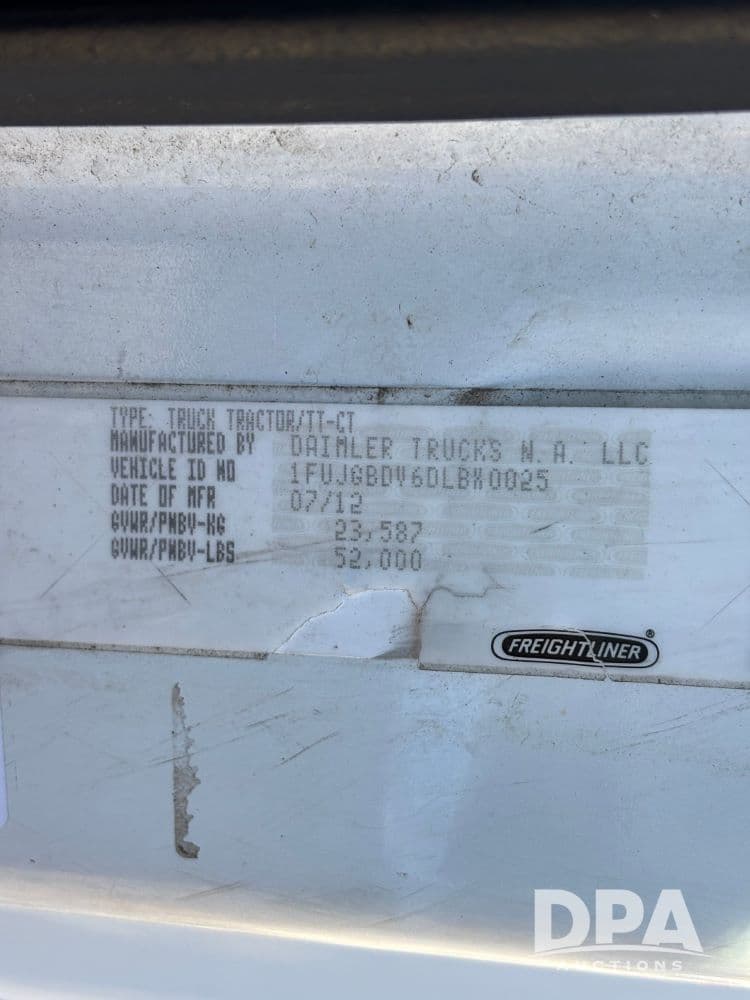 TYPE: TRUCK TRACTOR/TT-CT
MANUFACTURED BY DAIMLER TRUCKS N.A. LLC
VEHICLE ID NO 1FUJGBDV6DLBX0025
DATE OF MFR 07/12
GVWR/PNBV-KG 23,587
GVWR/PNBV-LBS 52,000
FREIGHTLINER®
DPA
AUCTIONS